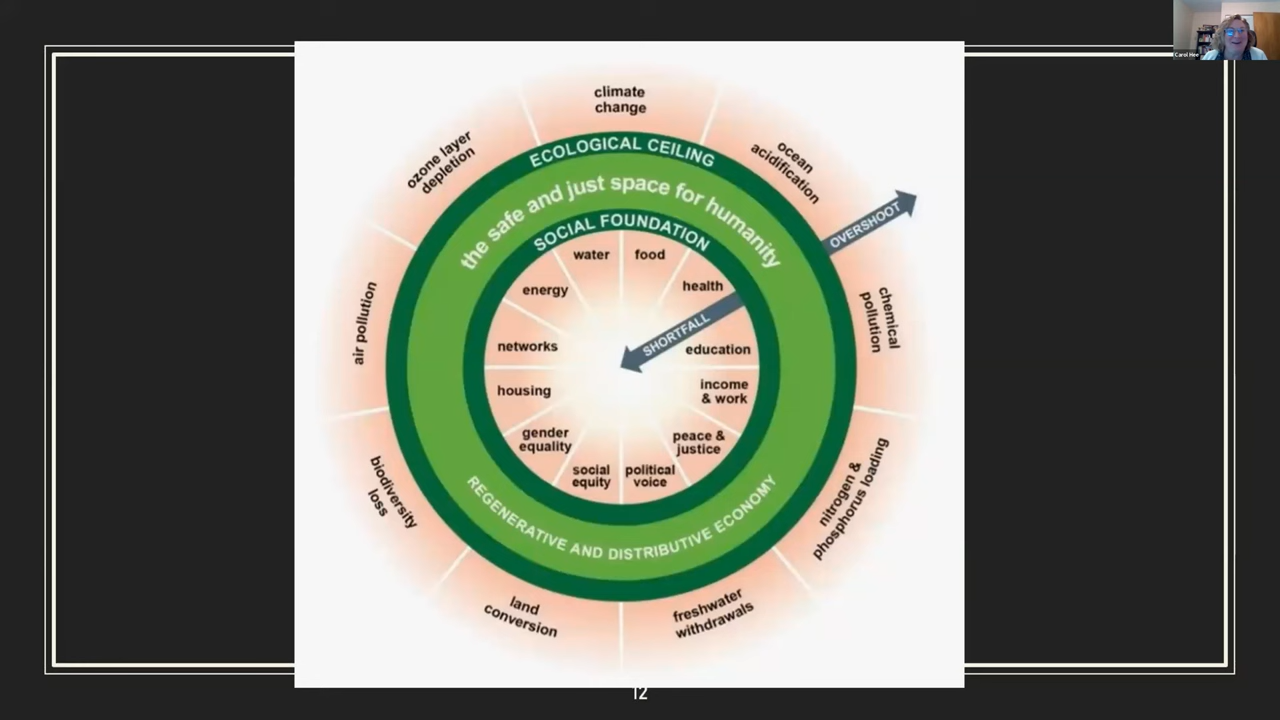 Carol Hee
climate
change
ozone layer
depletion
ocean
acidification
ECOLOGICAL CEILING
the safe and just space for humanity
OVERSHOOT
SOCIAL FOUNDATION
water
food
energy
health
SHORTFALL
air pollution
chemical
pollution
networks
education
housing
income
& work
gender
equality
peace &
justice
social
equity
political
voice
biodiversity
loss
nitrogen &
phosphorus loading
REGENERATIVE AND DISTRIBUTIVE ECONOMY
land
conversion
freshwater
withdrawals
12